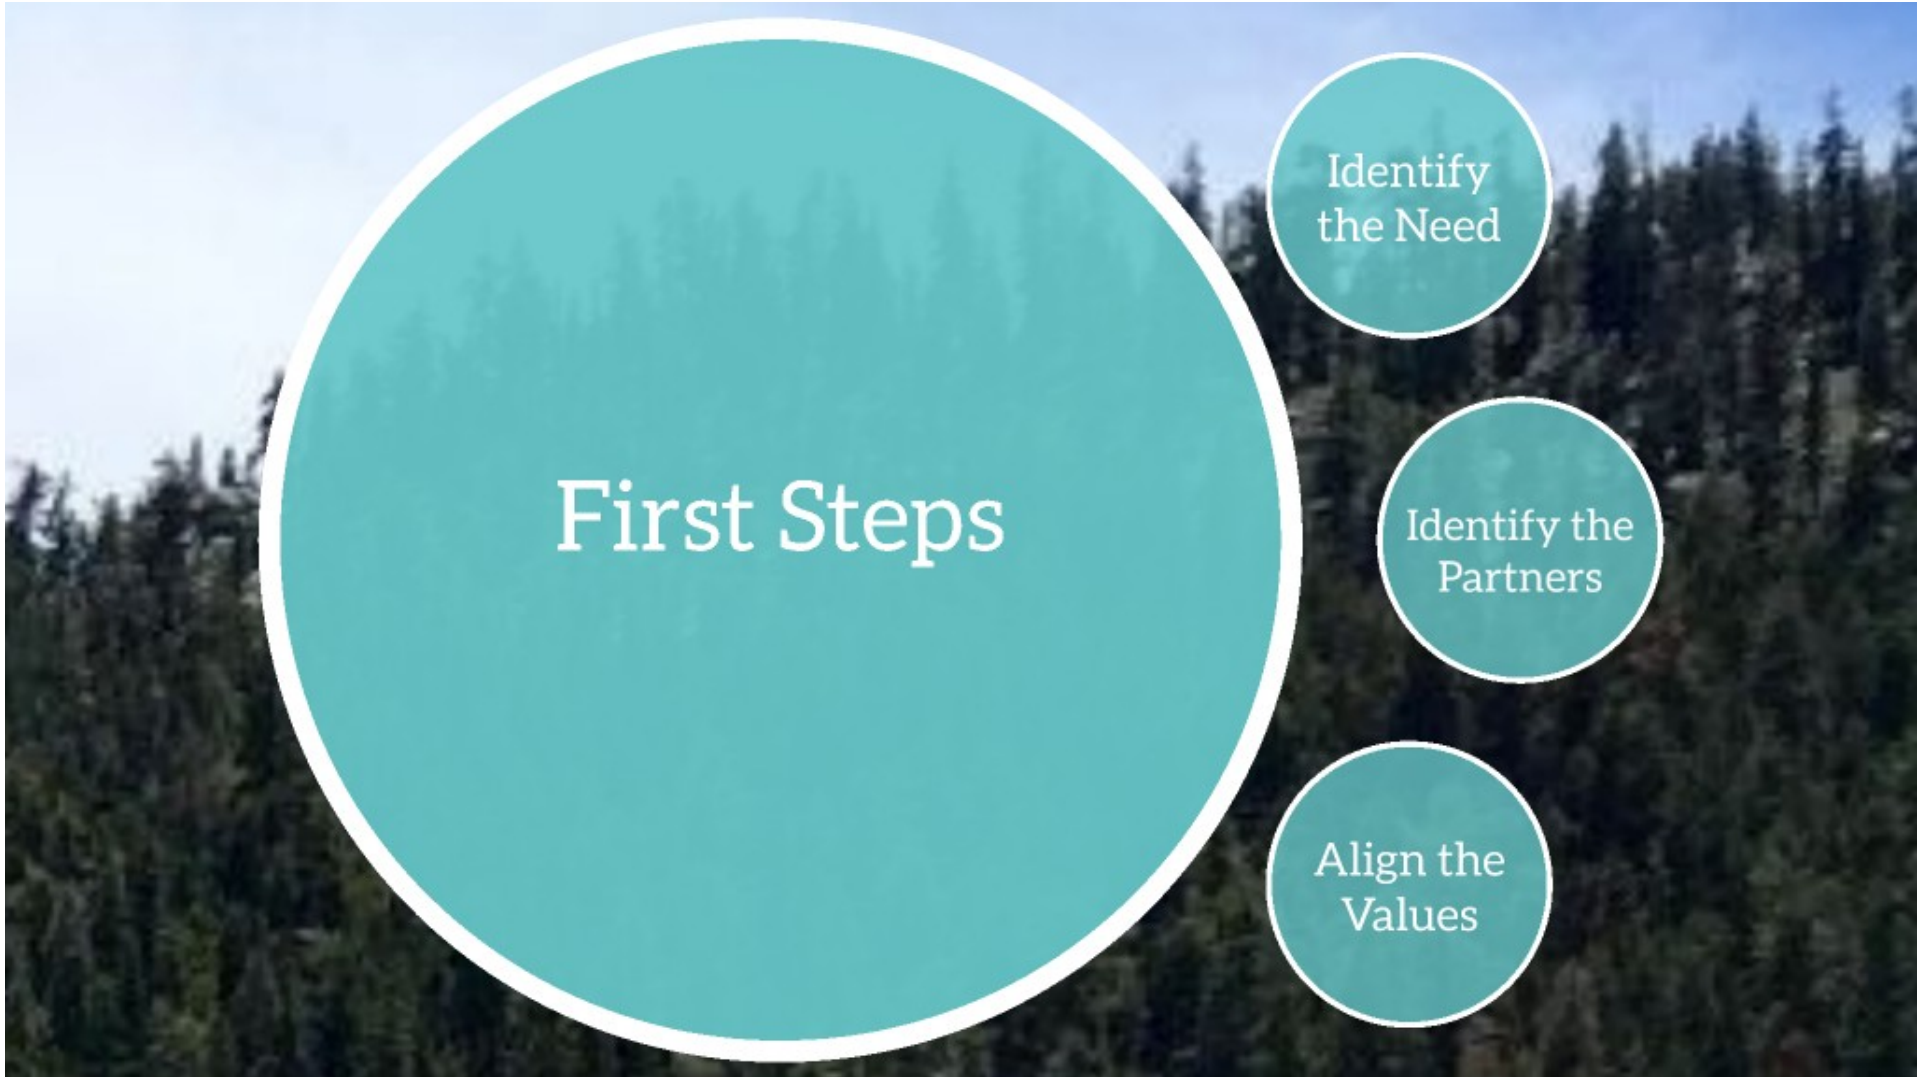 First Steps
Identify
the Need
Identify the
Partners
Align the
Values